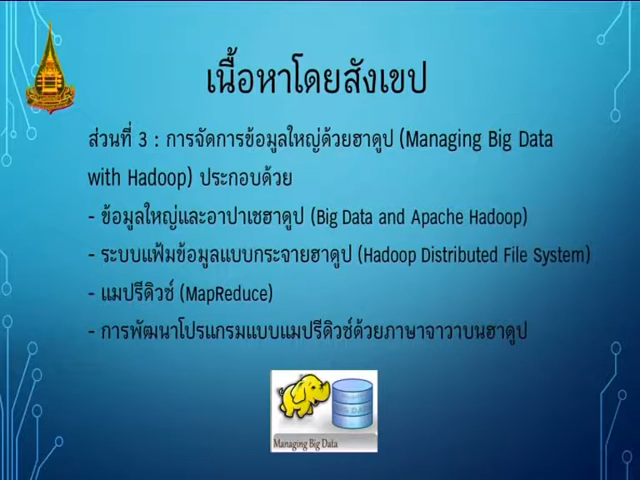 เนื้อหาโดยสังเขป
ส่วนที่ 3 : การจัดการข้อมูลใหญ่ด้วยฮาดูป (Managing Big Data
with Hadoop) ประกอบด้วย
- ข้อมูลใหญ่และอาปาเชฮาดูป (Big Data and Apache Hadoop)
- ระบบแฟ้มข้อมูลแบบกระจายฮาดูป (Hadoop Distributed File System)
- แมปรีดิวซ์ (MapReduce)
- การพัฒนาโปรแกรมแบบแมปรีดิวซ์ด้วยภาษาจาวาบนฮาดูป
Managing Big Data